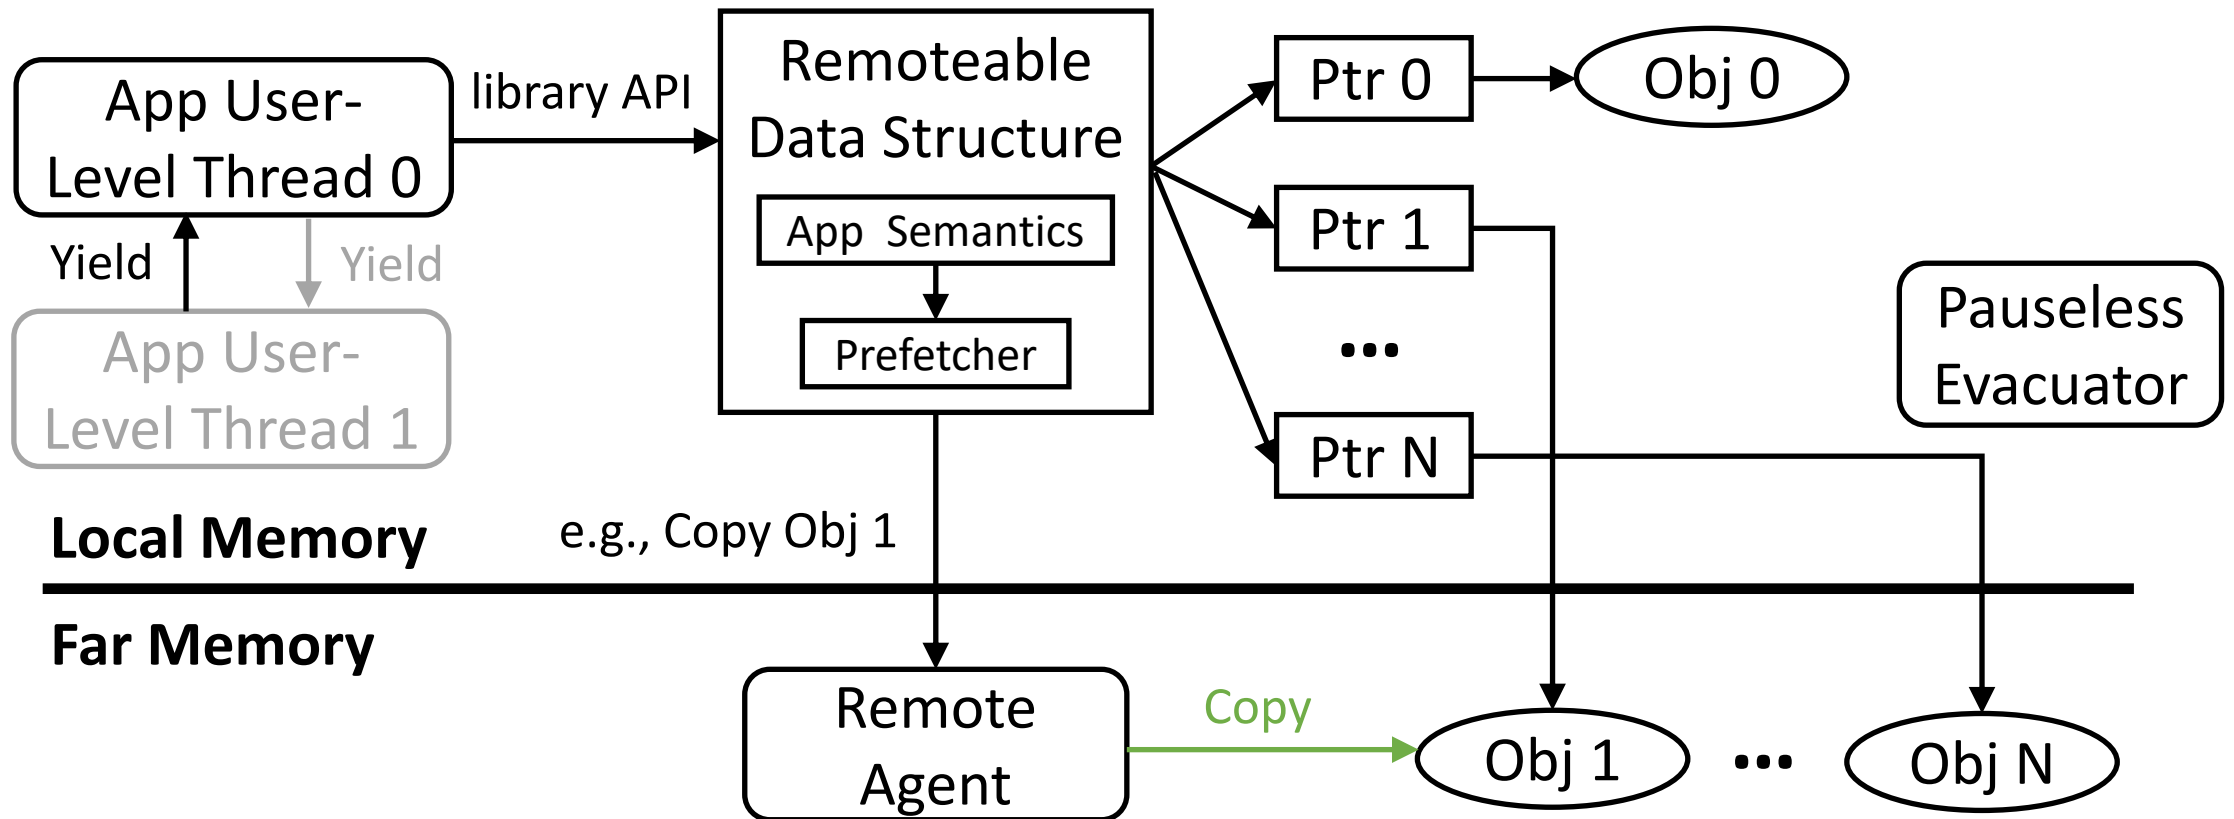 App User-
Level Thread 0
library API
Yield
Yield
App User-
Level Thread 1
Remoteable
Data Structure
App Semantics
Prefetcher
Ptr 0
Obj 0
Ptr 1
...
Ptr N
Pauseless
Evacuator
Local Memory
e.g., Copy Obj 1
Far Memory
Remote
Agent
Copy
Obj 1
...
Obj N